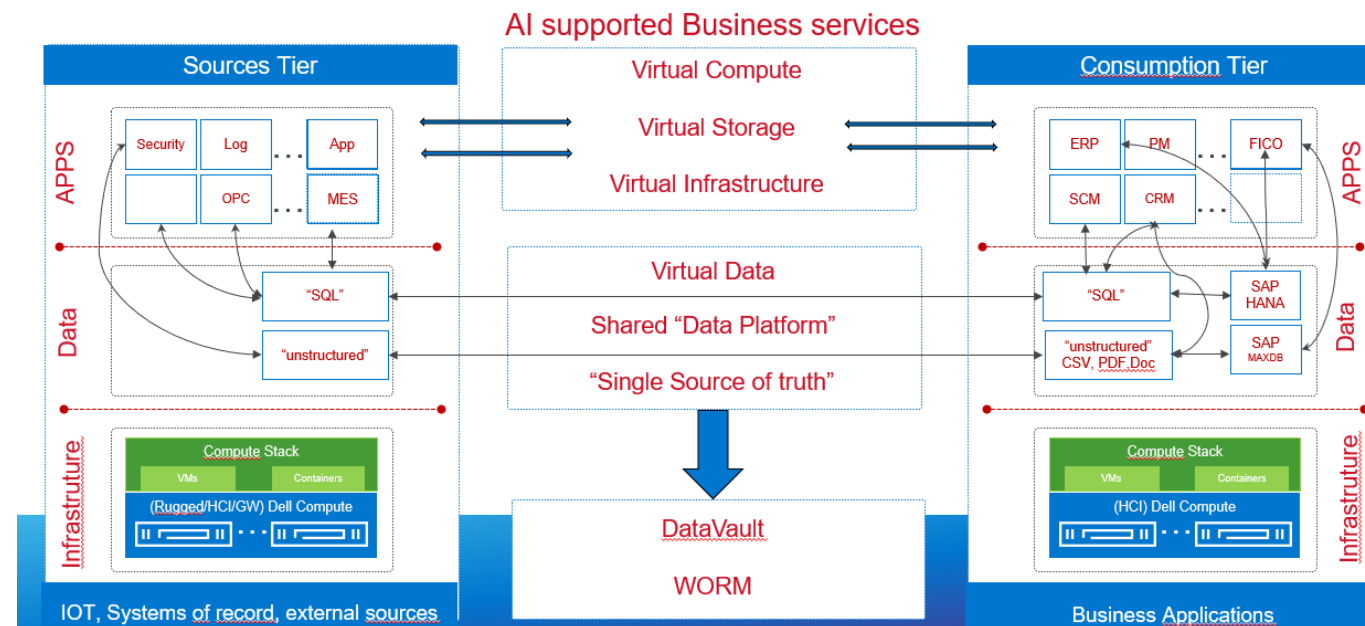 AI supported Business services
Sources Tier
APPS
Security
Log
App
...
OPC
MES
...
Data
"SQL"
"unstructured"
Infrastruture
Compute Stack
VMs
Containers
(Rugged/HCI/GW) Dell Compute
...
IOT, Systems of record, external sources
Virtual Compute
Virtual Storage
Virtual Infrastructure
Virtual Data
Shared “Data Platform”
“Single Source of truth”
DataVault
WORM
Consumption Tier
ERP
PM
...
FICO
SCM
CRM
...
APPS
“SQL”
SAP
HANA
“unstructured”
CSV, PDF,Doc
SAP
MAXDB
Data
Compute Stack
VMs
Containers
(HCI) Dell Compute
...
Infrastruture
Business Applications